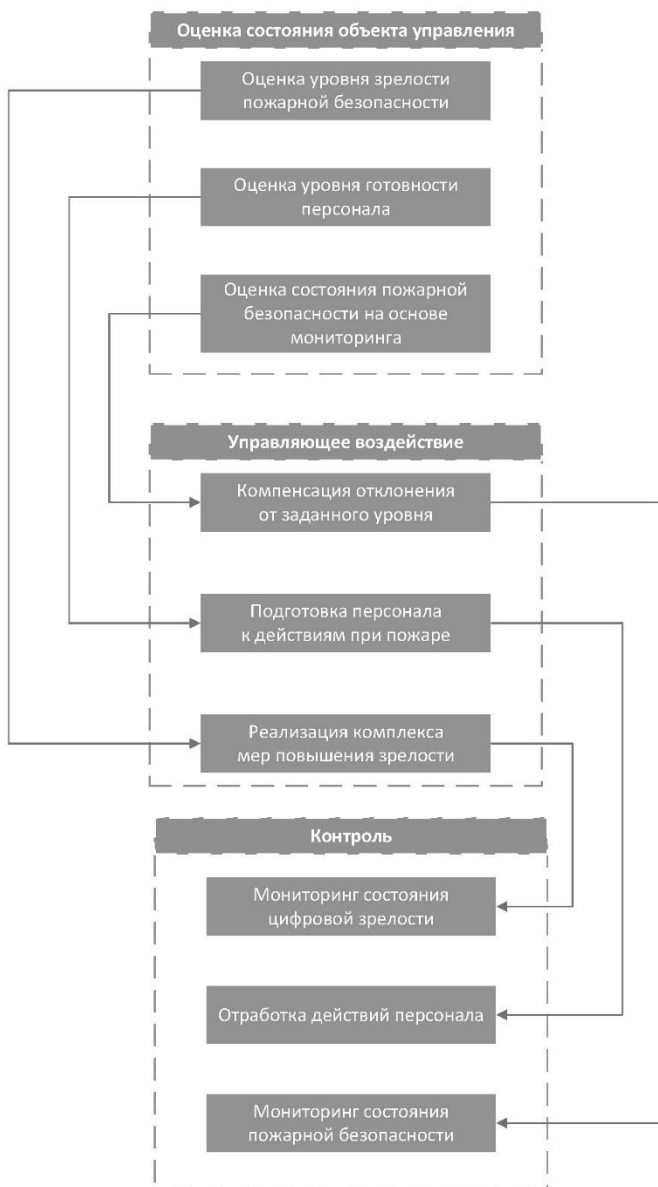 Оценка состояния объекта управления
Оценка уровня зрелости
пожарной безопасности
Оценка уровня готовности
персонала
Оценка состояния пожарной
безопасности на основе
мониторинга
Управляющее воздействие
Компенсация отклонения
от заданного уровня
Подготовка персонала
к действиям при пожаре
Реализация комплекса
мер повышения зрелости
Контроль
Мониторинг состояния
цифровой зрелости
Отработка действий персонала
Мониторинг состояния
пожарной безопасности